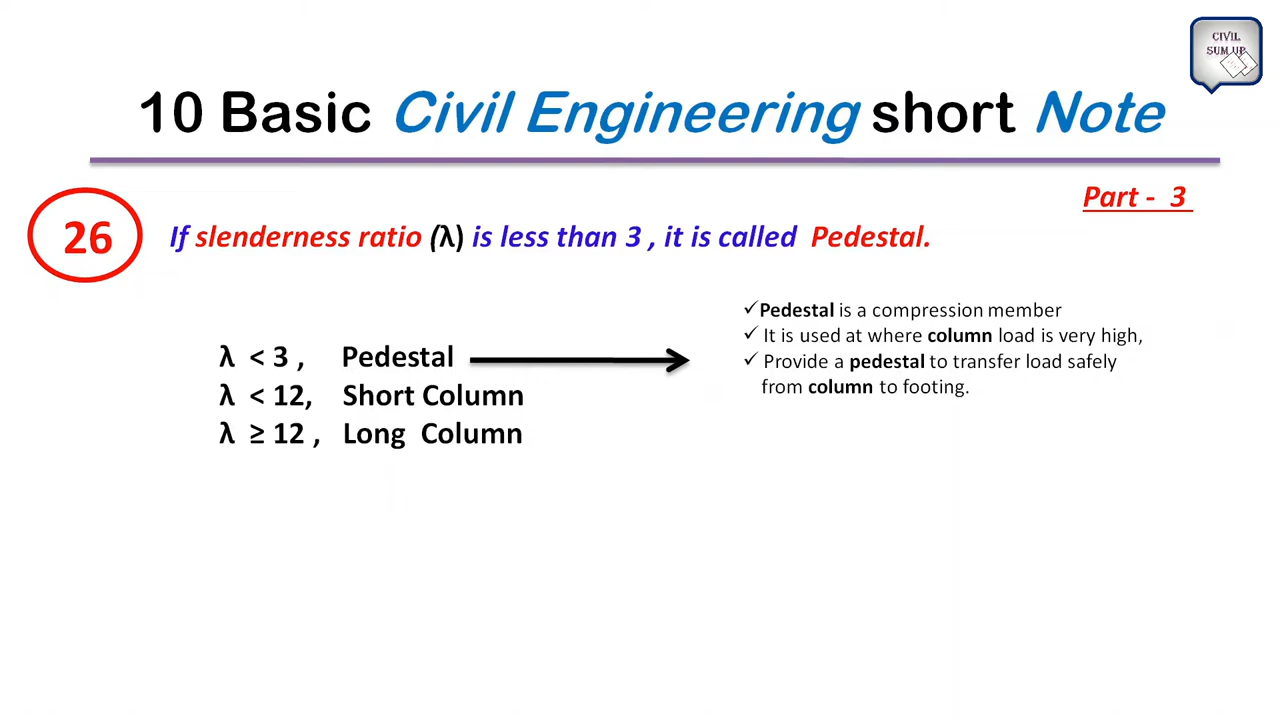 CIVIL
SUM UP
10 Basic Civil Engineering short Note
Part - 3
26
If slenderness ratio (λ) is less than 3 , it is called Pedestal.
✓Pedestal is a compression member
✓ It is used at where column load is very high,
✓ Provide a pedestal to transfer load safely
from column to footing.
λ < 3 , Pedestal
λ < 12, Short Column
λ ≥ 12 , Long Column